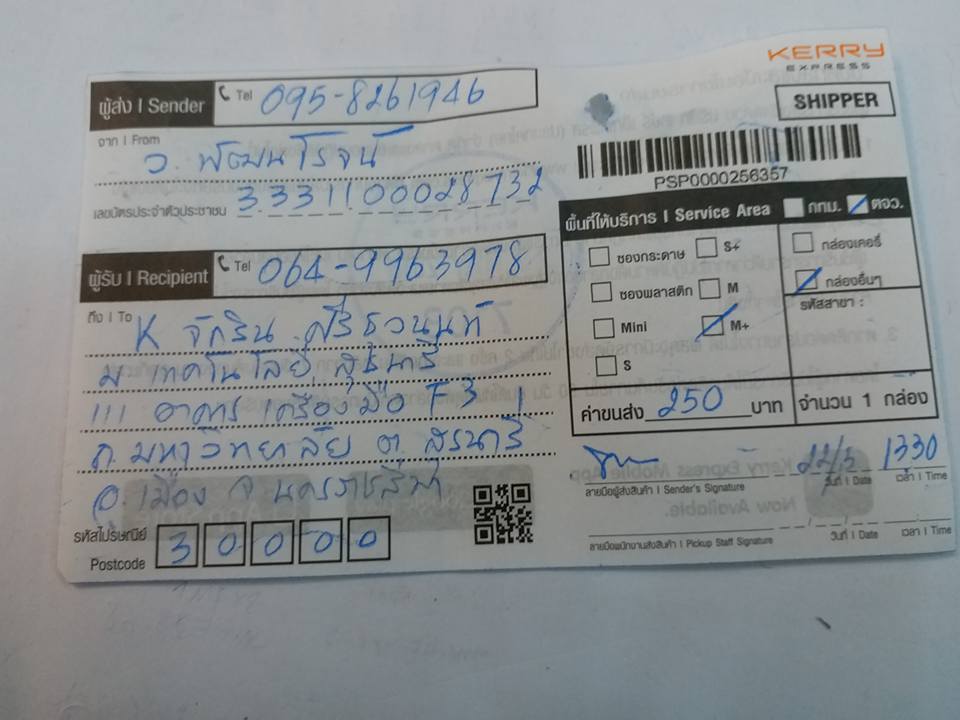 KERRY
EXPRESS
SHIPPER
PSP0000256357
ผู้ส่ง | Sender Tel 095-8261946
จาก | From ว. พัฒนโรจน์
เลขบัตรประจำตัวประชาชน 3331100028732
ผู้รับ | Recipient Tel 064-9963978
ถึง | To K จักริน ศรีธวนนท์
ม เทคโนโลยี สุรนารี
111 อาคาร เครื่องมือ F3
ถ.มหาวิทยาลัย ต. สุรนารี
อ.เมือง จ นครราชสีมา
รหัสไปรษณีย์
Postcode 30000
พื้นที่ให้บริการ | Service Area กทม. ตจว.
ซองกระดาษ S+ กล่องเคอรี่
ซองพลาสติก M กล่องอื่นๆ
Mini M+ รหัสสาขา :
S
ค่าขนส่ง 250 บาท จำนวน 1 กล่อง
22/5 1330
ลายมือผู้ส่งสินค้า | Sender's Signature วันที่ | Date เวลา | Time
ลายมือพนักงานส่งสินค้า | Pickup Staff Signature วันที่ | Date เวลา | Time